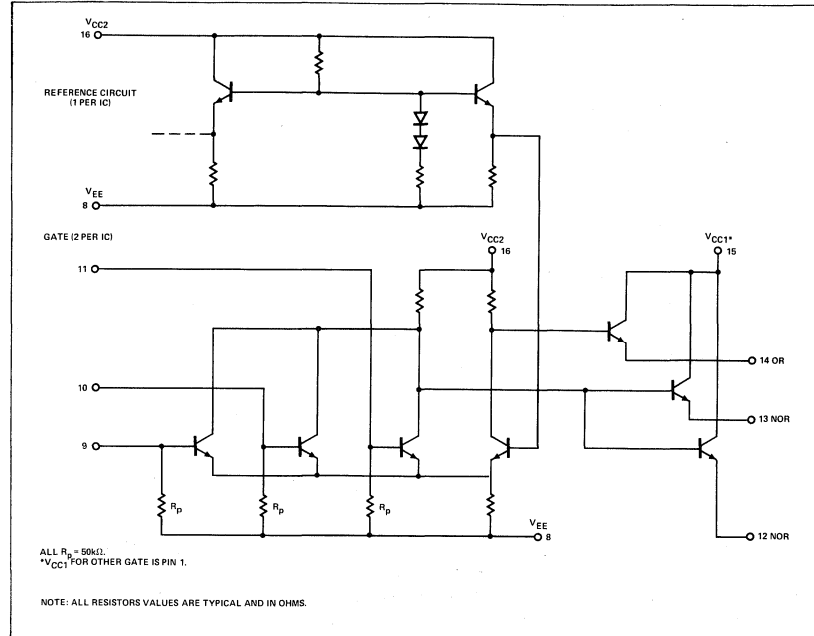 VCC2
16
REFERENCE CIRCUIT
(1 PER IC)
VEE
8
GATE (2 PER IC)
VCC2
16
VCC1*
15
11
14 OR
10
13 NOR
9
Rp
Rp
Rp
VEE
8
12 NOR
ALL Rp = 50kΩ.
*VCC1 FOR OTHER GATE IS PIN 1.
NOTE: ALL RESISTORS VALUES ARE TYPICAL AND IN OHMS.